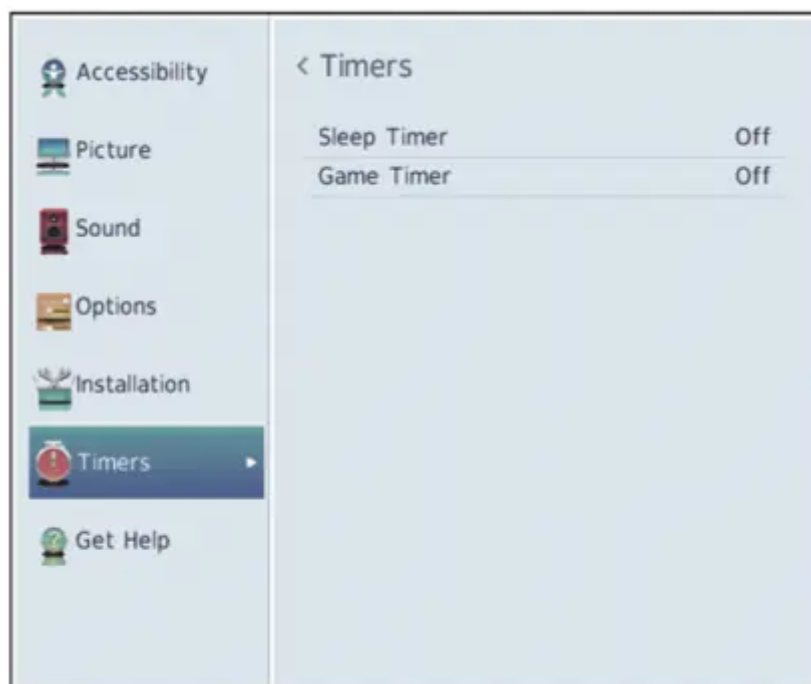 Accessibility
Picture
Sound
Options
Installation
Timers
Get Help
< Timers
Sleep Timer Off
Game Timer Off